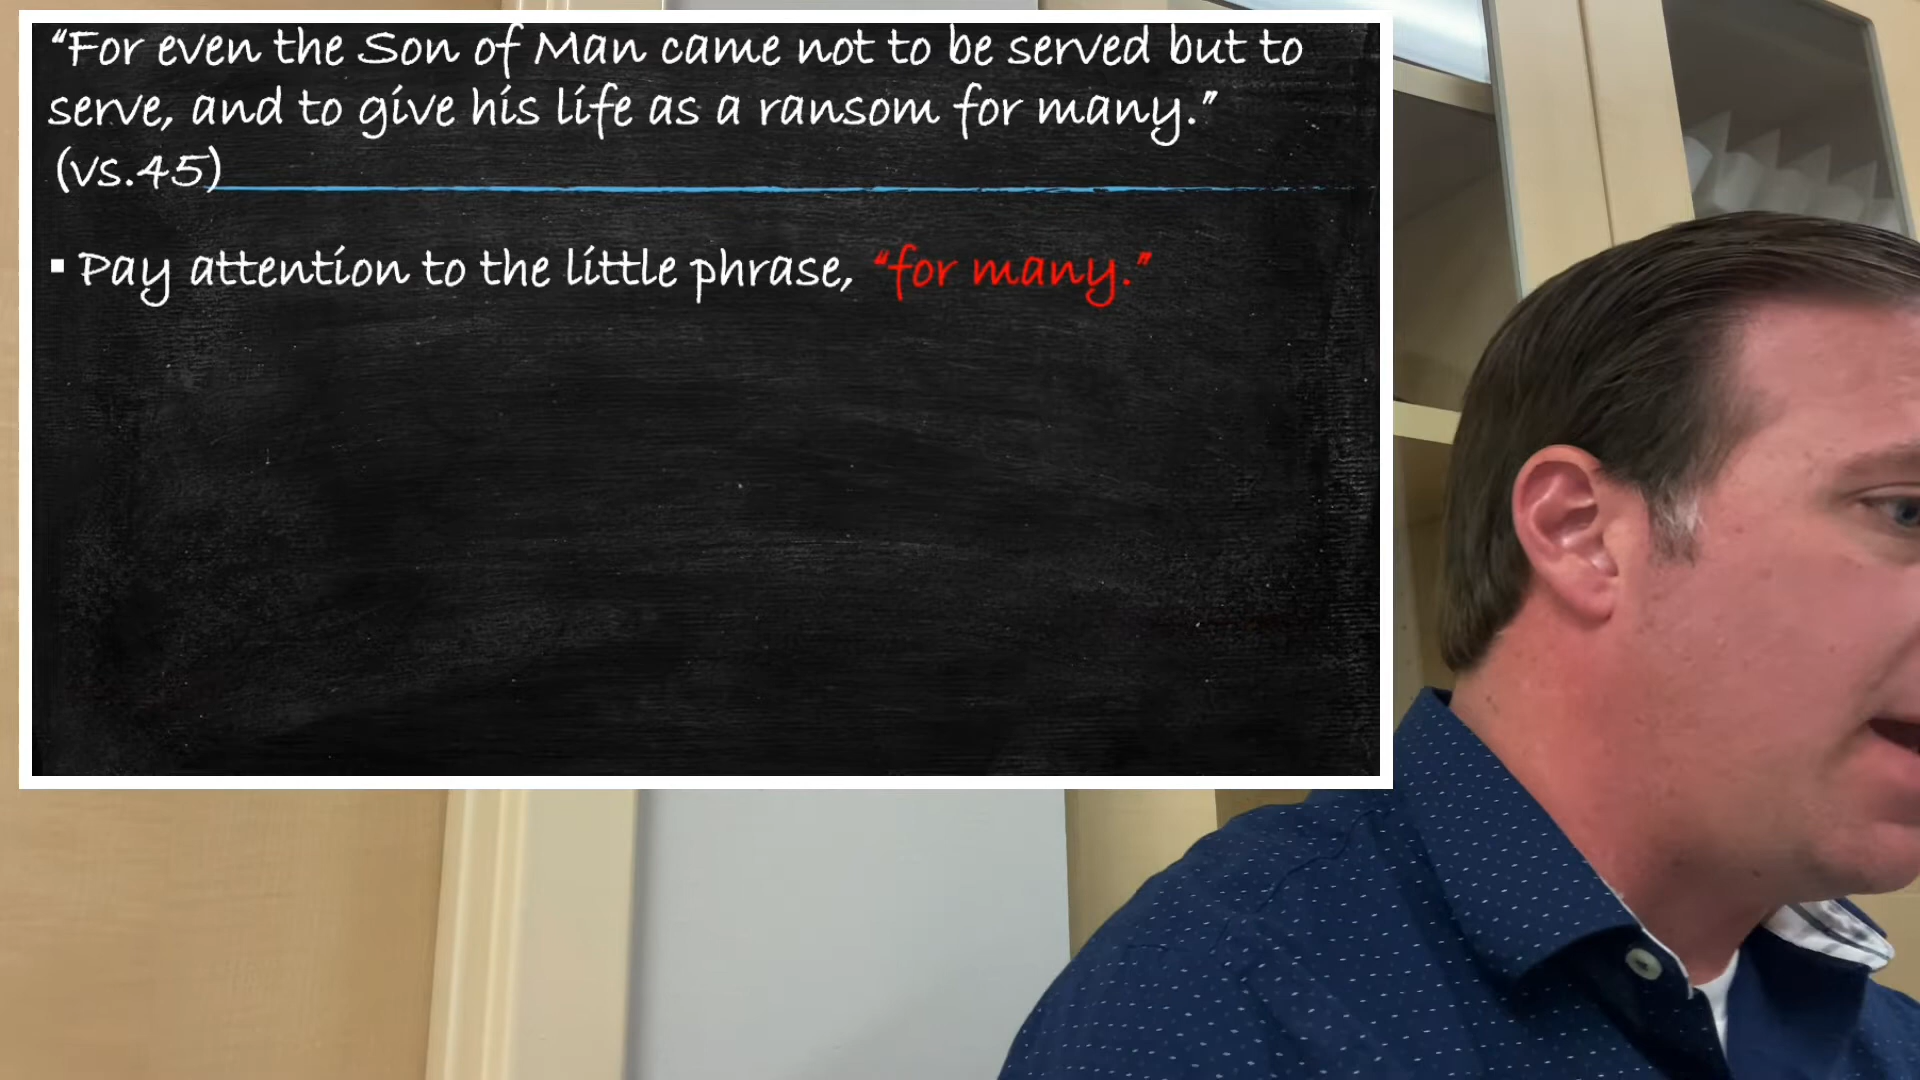 “For even the Son of Man came not to be served but to
serve, and to give his life as a ransom for many.”
(vs.45)
▪ Pay attention to the little phrase, “for many.”